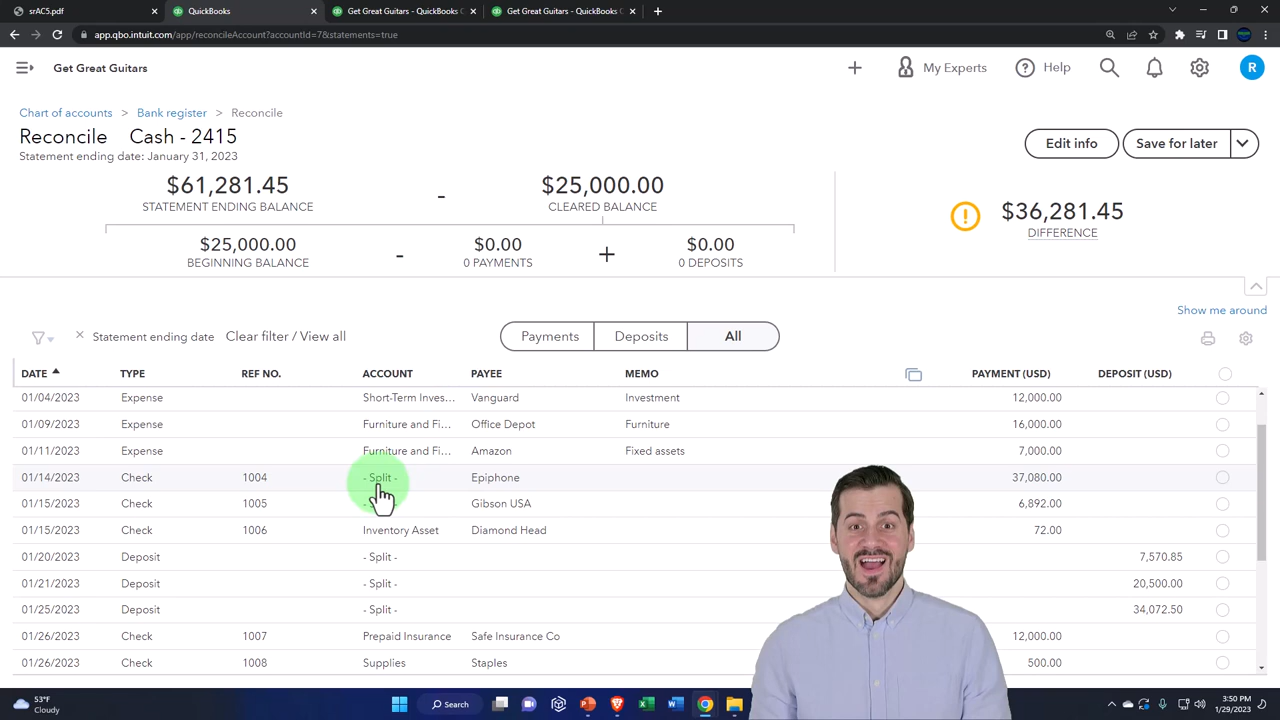 srAC5.pdf
QuickBooks
Get Great Guitars - QuickBooks C
Get Great Guitars - QuickBooks C
app.qbo.intuit.com/app/reconcileAccount?accountId=7&statements=true
Get Great Guitars
My Experts
Help
R
Chart of accounts > Bank register > Reconcile
Reconcile Cash - 2415
Statement ending date: January 31, 2023
Edit info
Save for later
$61,281.45 - $25,000.00
STATEMENT ENDING BALANCE CLEARED BALANCE
$36,281.45
DIFFERENCE
$25,000.00 - $0.00 + $0.00
BEGINNING BALANCE 0 PAYMENTS 0 DEPOSITS
Show me around
Statement ending date Clear filter / View all
Payments Deposits All
DATE TYPE REF NO. ACCOUNT PAYEE MEMO PAYMENT (USD) DEPOSIT (USD)
01/04/2023 Expense Short-Term Inves... Vanguard Investment 12,000.00
01/09/2023 Expense Furniture and Fi... Office Depot Furniture 16,000.00
01/11/2023 Expense Furniture and Fi... Amazon Fixed assets 7,000.00
01/14/2023 Check 1004 - Split - Epiphone 37,080.00
01/15/2023 Check 1005 Gibson USA 6,892.00
01/15/2023 Check 1006 Inventory Asset Diamond Head 72.00
01/20/2023 Deposit - Split - 7,570.85
01/21/2023 Deposit - Split - 20,500.00
01/25/2023 Deposit - Split - 34,072.50
01/26/2023 Check 1007 Prepaid Insurance Safe Insurance Co 12,000.00
01/26/2023 Check 1008 Supplies Staples 500.00
53°F
Cloudy
Search
3:50 PM
1/29/2023